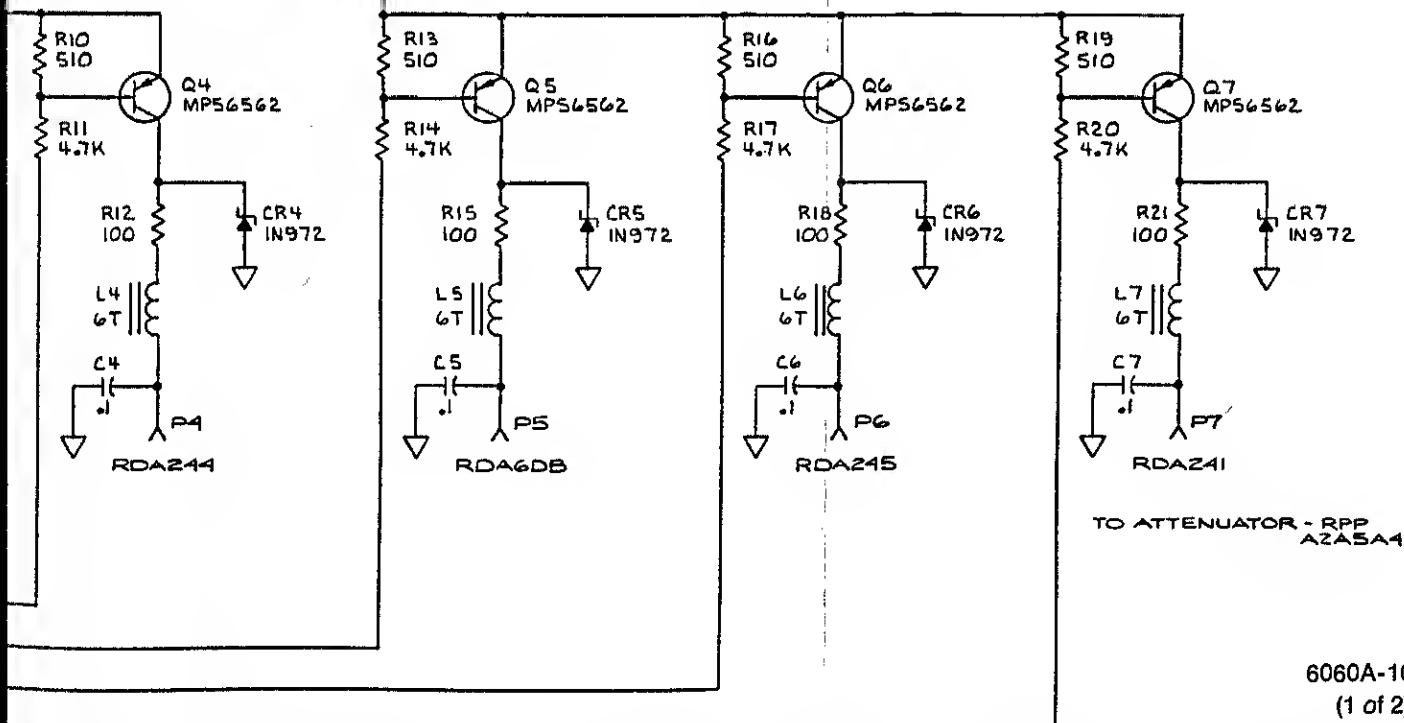 R10
510
Q4
MPS6562
R11
4.7K
R12
100
CR4
1N972
L4
6T
C4
.1
P4
RDA244
R13
510
Q5
MPS6562
R14
4.7K
R15
100
CR5
1N972
L5
6T
C5
.1
P5
RDA6DB
R16
510
Q6
MPS6562
R17
4.7K
R18
100
CR6
1N972
L6
6T
C6
.1
P6
RDA245
R19
510
Q7
MPS6562
R20
4.7K
R21
100
CR7
1N972
L7
6T
C7
.1
P7
RDA241
TO ATTENUATOR - RPP
A2A5A4
6060A-10
(1 of 2